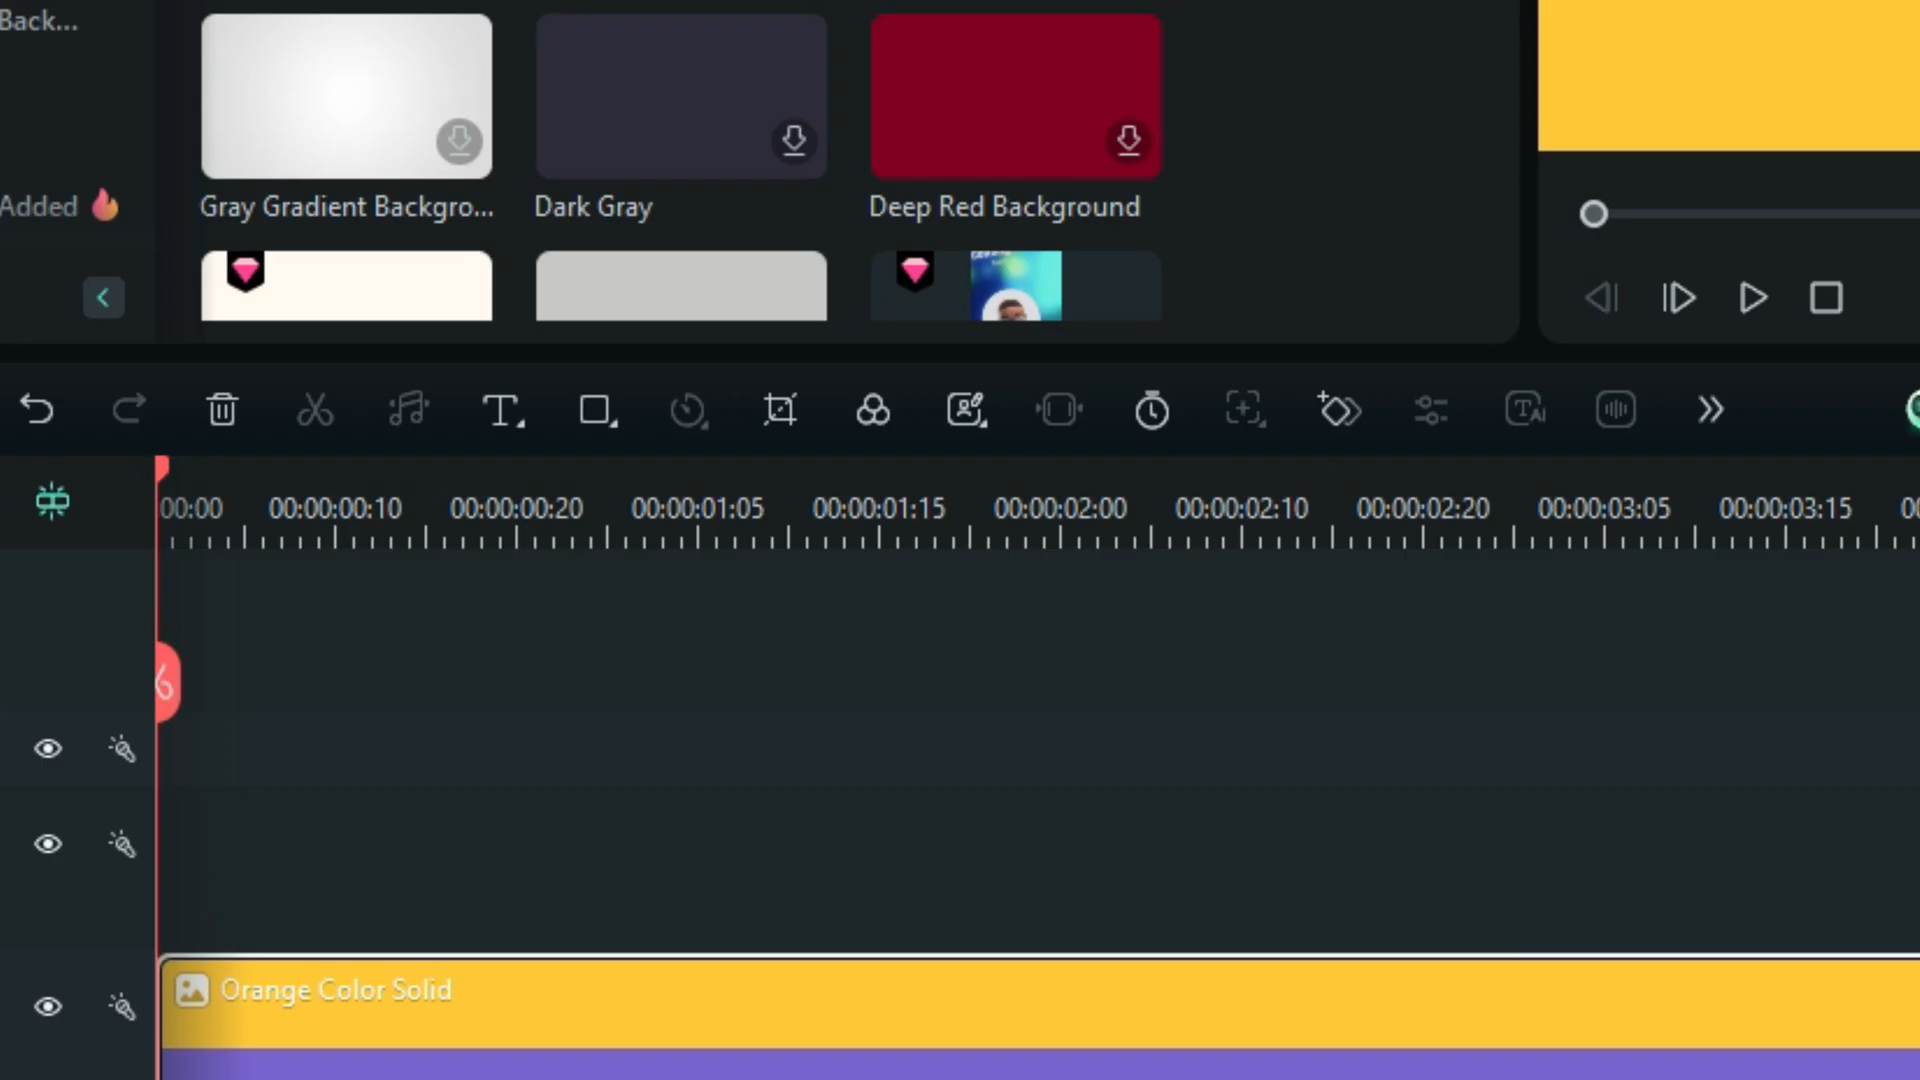 Back...
Added
Gray Gradient Backgro...
Dark Gray
Deep Red Background
00:00
00:00:00:10
00:00:00:20
00:00:01:05
00:00:01:15
00:00:02:00
00:00:02:10
00:00:02:20
00:00:03:05
00:00:03:15
Orange Color Solid